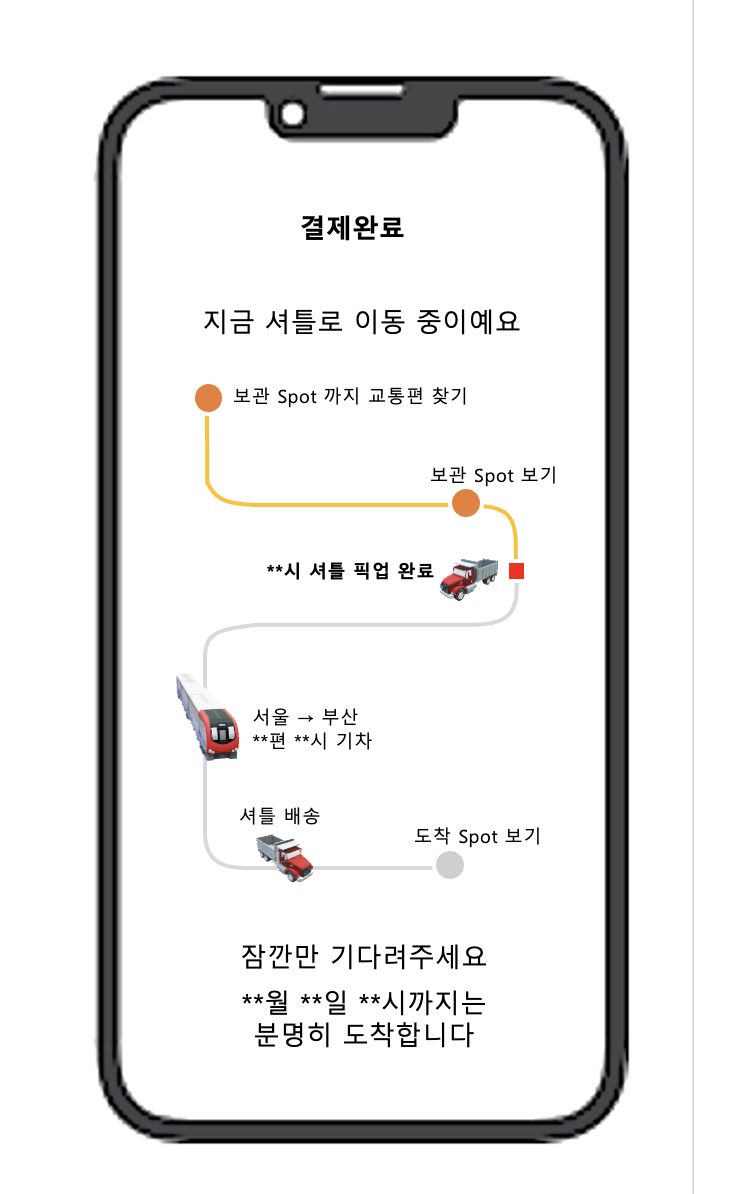 결제완료
지금 셔틀로 이동 중이예요
보관 Spot 까지 교통편 찾기
보관 Spot 보기
**시 셔틀 픽업 완료
서울 → 부산
**편 **시 기차
셔틀 배송
도착 Spot 보기
잠깐만 기다려주세요
**월 **일 **시까지는
분명히 도착합니다